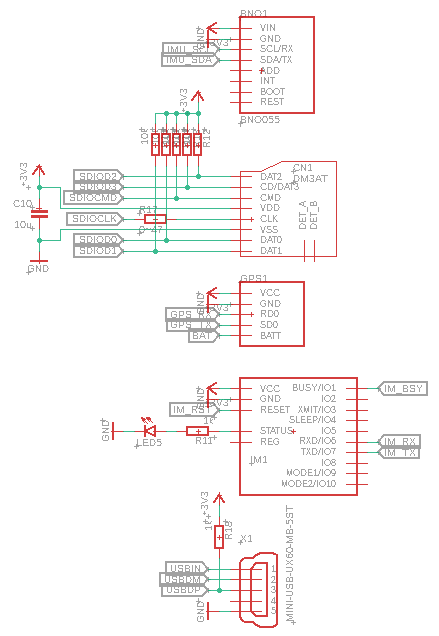 BNO1
VIN
GND
SCL/RX
SDA/TX
ADD
INT
BOOT
REST
BNO055
GND
+3V3
IMU_SCL
IMU_SDA
+3V3
10K
R12
CN1
DM3AT
DAT2
CD/DAT3
CMD
VDD
CLK
VSS
DAT0
DAT1
DET_A
DET_B
+3V3
C10
10u
GND
SDIOD2
SDIOD3
SDIOCMD
SDIOCLK
SDIOD0
SDIOD1
R17
0~47
GPS1
VCC
GND
RD0
SD0
BATT
GND
+3V3
GPS_RX
GPS_TX
BAT
VCC
GND
RESET
STATUS
REG
IM1
BUSY/IO1
IO2
XMIT/IO3
SLEEP/IO4
IO5
RXD/IO6
TXD/IO7
IO8
MODE1/IO9
MODE2/IO10
GND
+3V3
IM_RST
1k
R11
LED5
GND
IM_BSY
IM_RX
IM_TX
+3V3
R18
X1
USBIN
USBDM
USBDP
GND
1
2
3
4
5
MINI-USB-UX60-MB-5ST